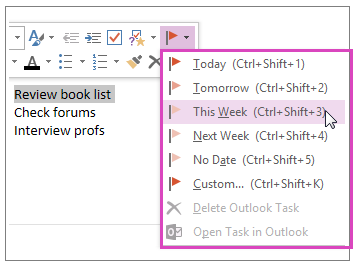 Review book list
Check forums
Interview profs
Today (Ctrl+Shift+1)
Tomorrow (Ctrl+Shift+2)
This Week (Ctrl+Shift+3)
Next Week (Ctrl+Shift+4)
No Date (Ctrl+Shift+5)
Custom... (Ctrl+Shift+K)
Delete Outlook Task
Open Task in Outlook